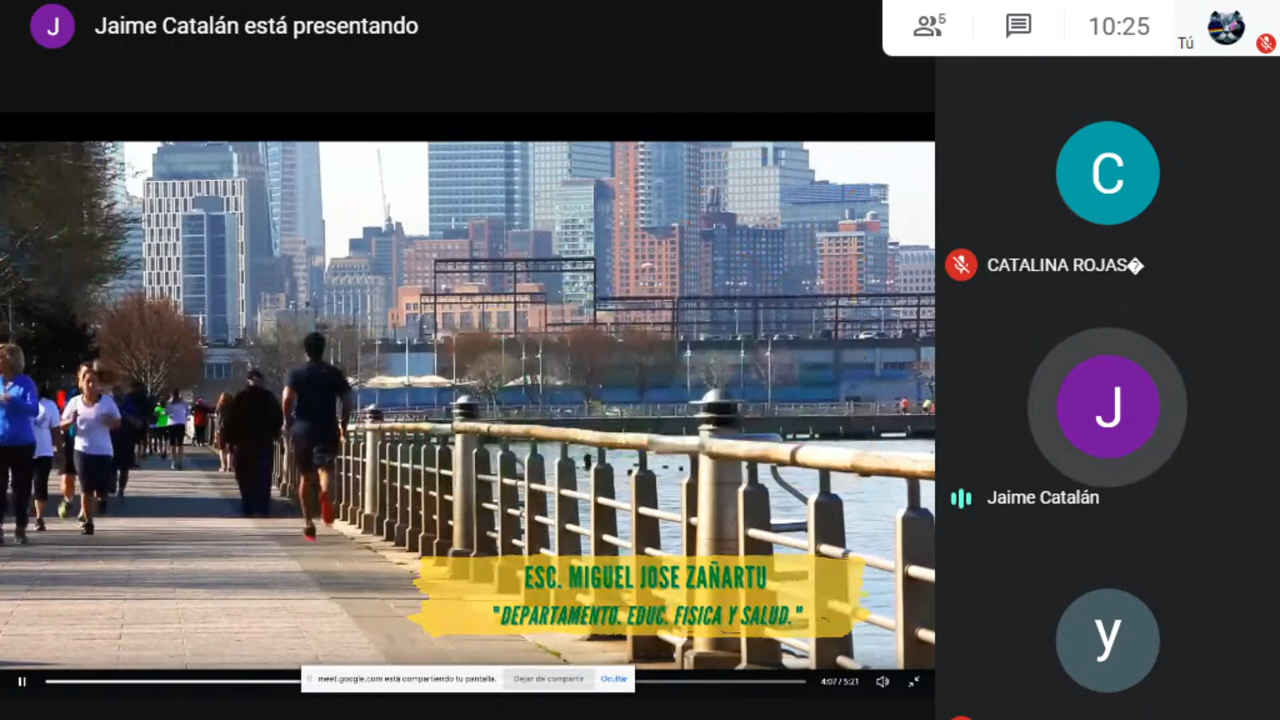 J
Jaime Catalán está presentando
5
10:25
Tú
C
CATALINA ROJAS�
J
Jaime Catalán
ESC. MIGUEL JOSE ZAÑARTU
"DEPARTAMENTO. EDUC. FISICA Y SALUD."
y
meet.google.com está compartiendo tu pantalla.
Dejar de compartir
Ocultar
4:07 / 5:21